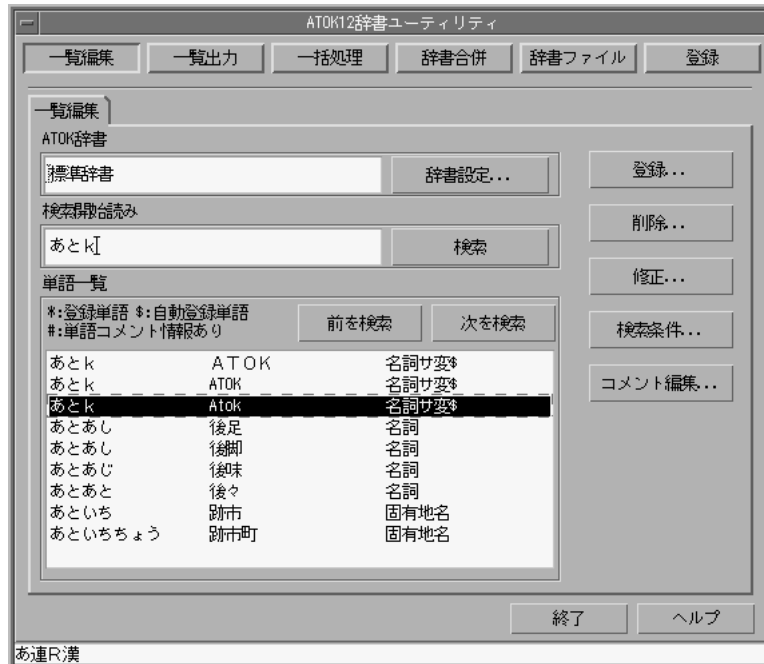 ATOK12辞書ユーティリティ
一覧編集 一覧出力 一括処理 辞書合併 辞書ファイル 登録
一覧編集
ATOK辞書
標準辞書 辞書設定... 登録...
検索開始読み 削除...
あとk 検索
単語一覧 修正...
*:登録単語 $:自動登録単語
#:単語コメント情報あり 前を検索 次を検索 検索条件...
あとk ATOK 名詞サ変$
あとk ATOK 名詞サ変$ コメント編集...
あとk Atok 名詞サ変$
あとあし 後足 名詞
あとあし 後脚 名詞
あとあじ 後味 名詞
あとあと 後々 名詞
あといち 跡市 固有地名
あといちちょう 跡市町 固有地名
終了 ヘルプ
あ連R漢